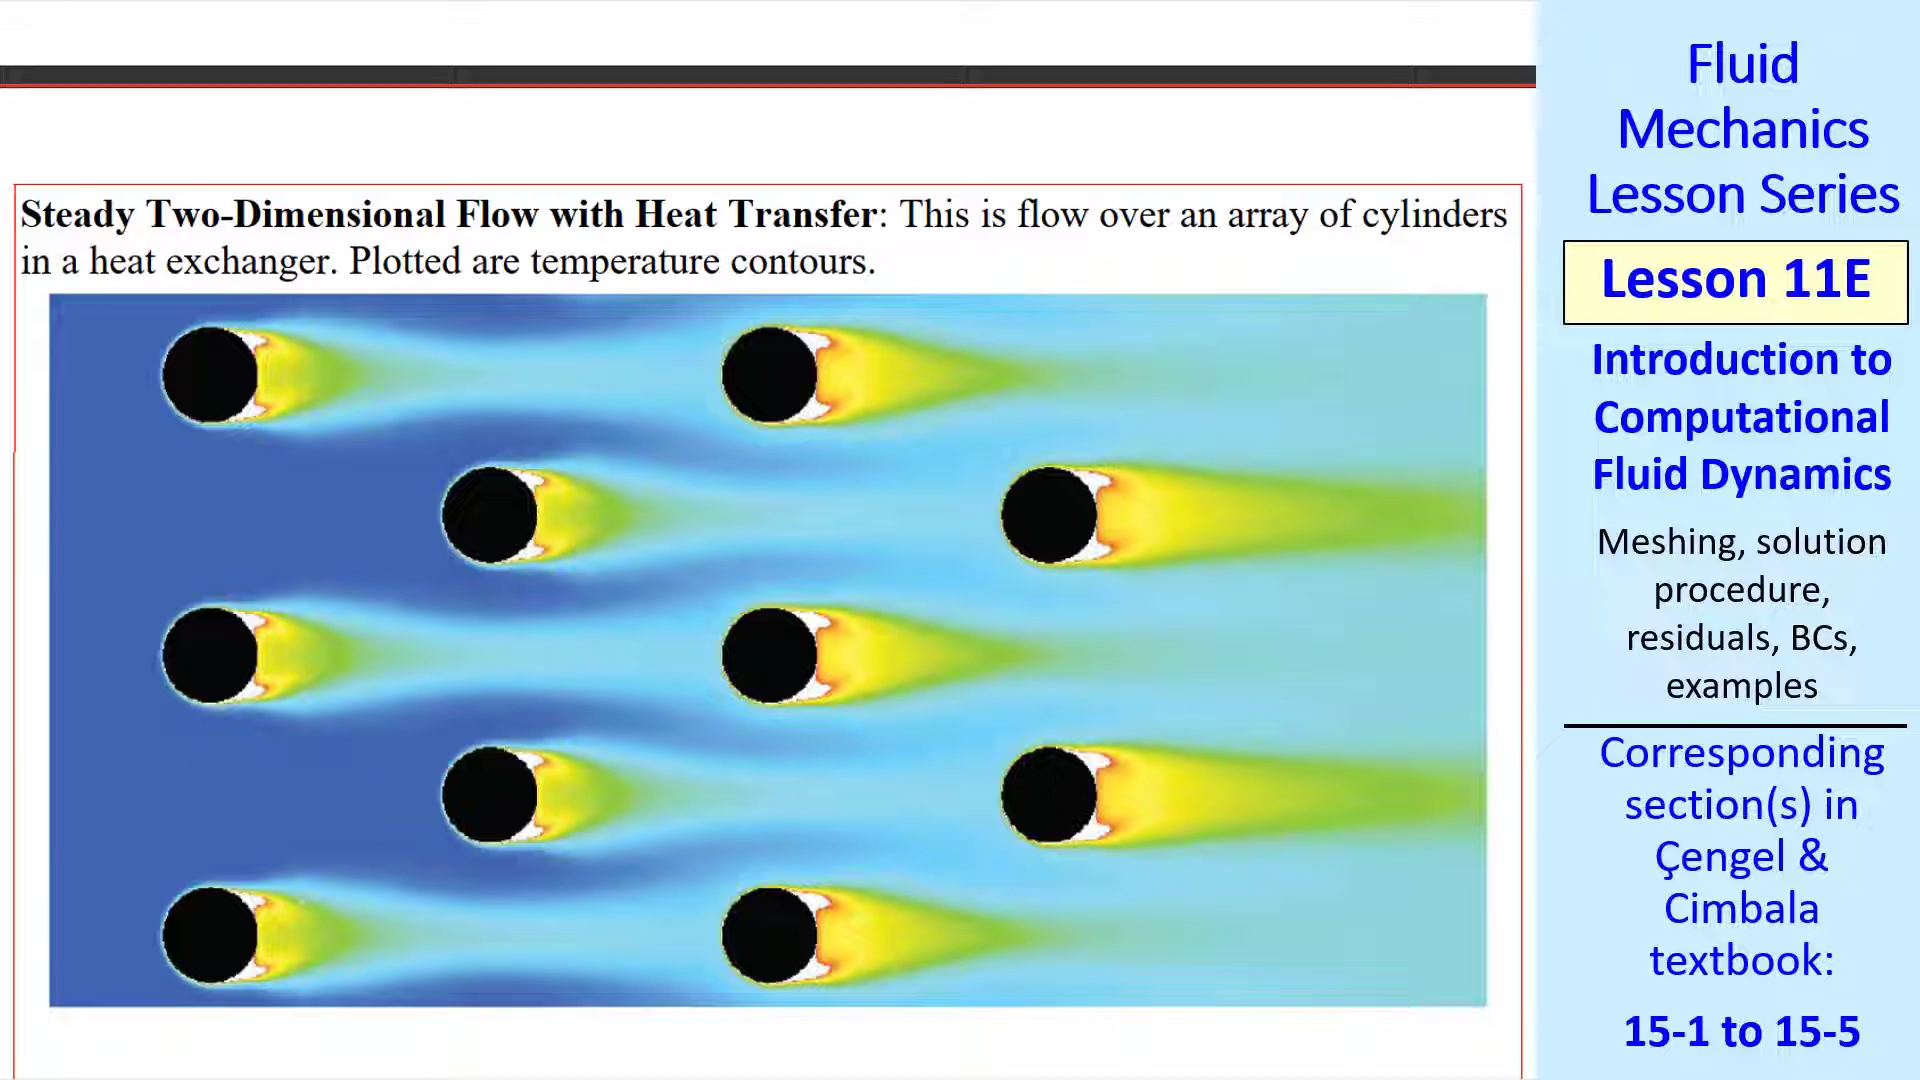 Steady Two-Dimensional Flow with Heat Transfer: This is flow over an array of cylinders
in a heat exchanger. Plotted are temperature contours.
Fluid
Mechanics
Lesson Series
Lesson 11E
Introduction to
Computational
Fluid Dynamics
Meshing, solution
procedure,
residuals, BCs,
examples
Corresponding
section(s) in
Çengel &
Cimbala
textbook:
15-1 to 15-5